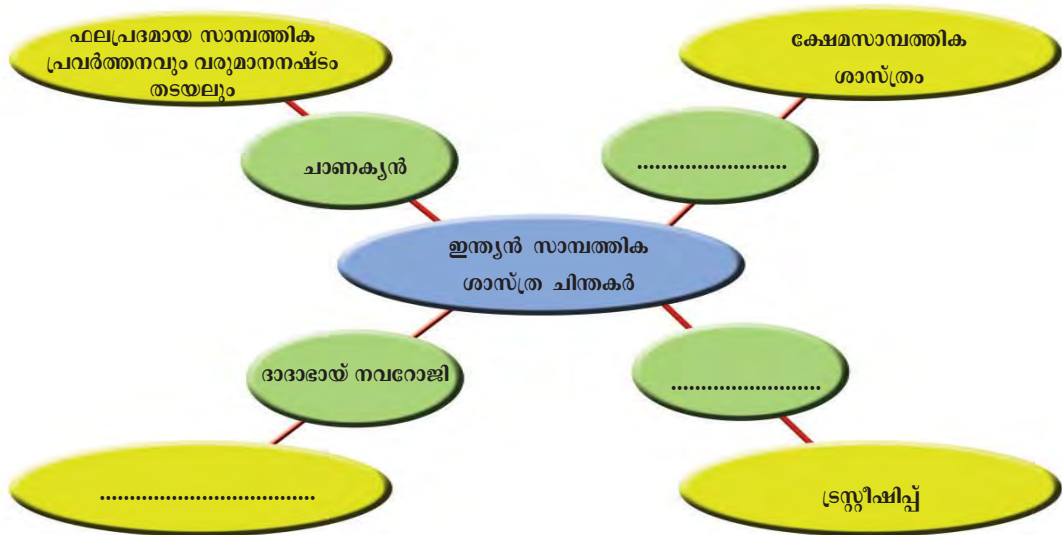 ഫലപ്രദമായ സാമ്പത്തിക
പ്രവർത്തനവും വരുമാനനഷ്ടം
തടയലും
ക്ഷേമസാമ്പത്തിക
ശാസ്ത്രം
ചാണക്യൻ
.........................
ഇന്ത്യൻ സാമ്പത്തിക
ശാസ്ത്ര ചിന്തകർ
ദാദാഭായ് നവറോജി
.........................
....................................
ട്രസ്റ്റീഷിപ്പ്